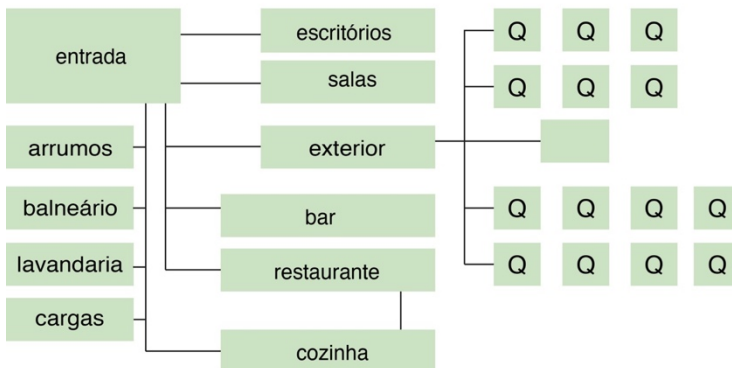 entrada
escritórios
salas
exterior
bar
restaurante
cozinha
arrumos
balneário
lavandaria
cargas
Q Q Q
Q Q Q
Q Q Q Q
Q Q Q Q